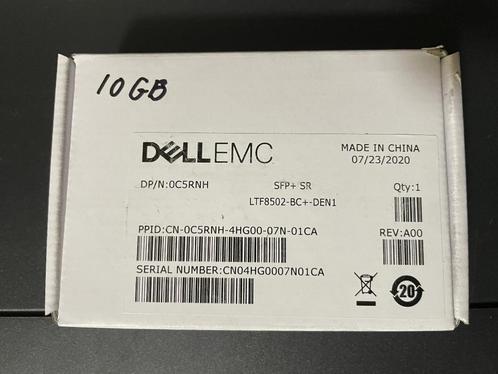 10GB
DELLEMC
MADE IN CHINA
07/23/2020
DP/N:0C5RNH
SFP+ SR
Qty:1
LTF8502-BC+-DEN1
PPID:CN-0C5RNH-4HG00-07N-01CA
REV:A00
SERIAL NUMBER:CN04HG0007N01CA
20